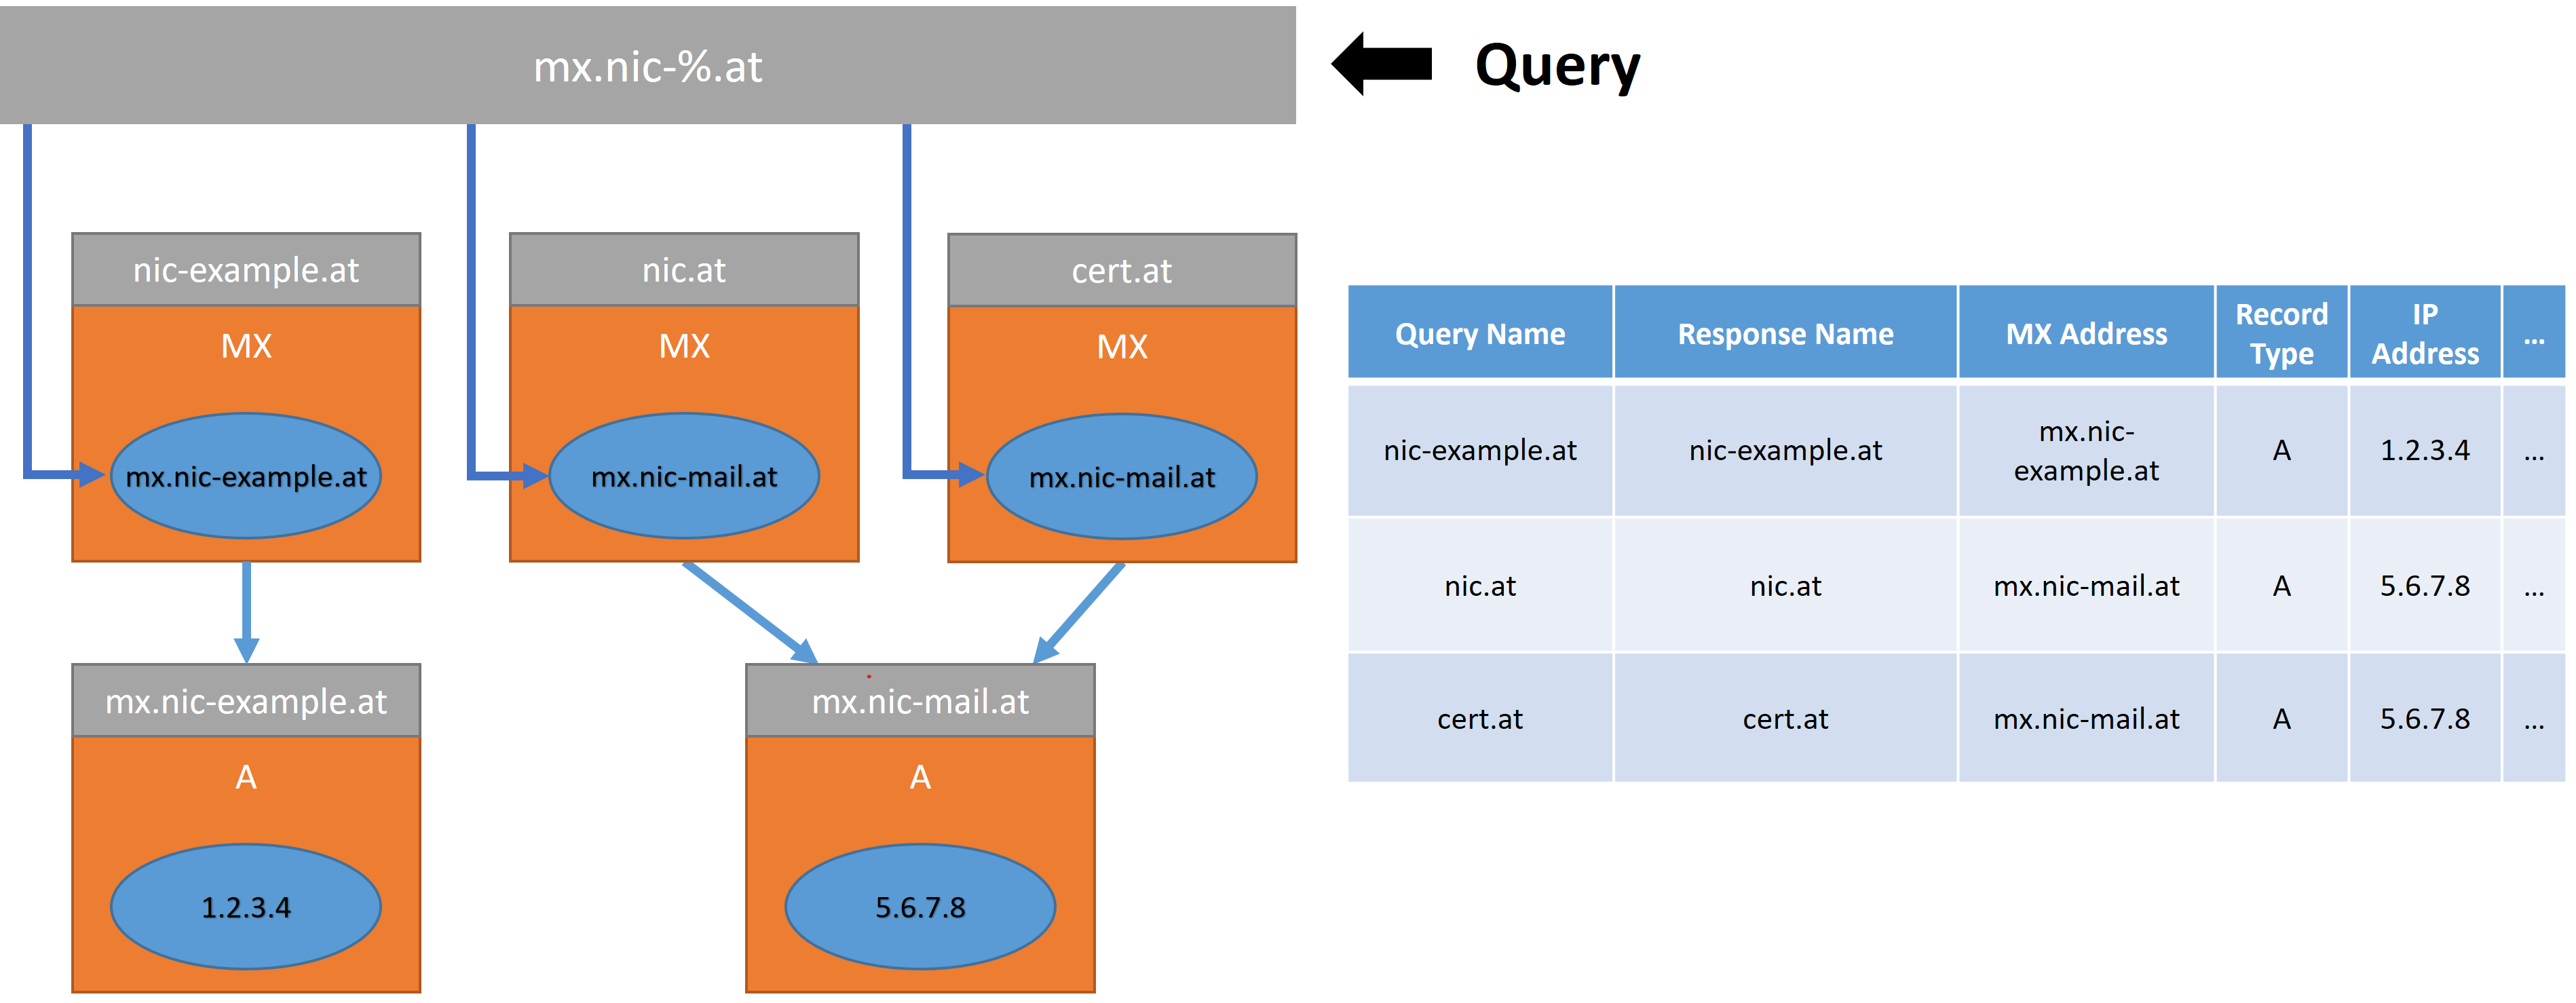 mx.nic-%.at
Query
nic-example.at
nic.at
cert.at
MX
MX
MX
mx.nic-example.at
mx.nic-mail.at
mx.nic-mail.at
mx.nic-example.at
mx.nic-mail.at
A
A
1.2.3.4
5.6.7.8
Query Name
Response Name
MX Address
Record
Type
IP
Address
...
nic-example.at
nic-example.at
mx.nic-
example.at
A
1.2.3.4
...
nic.at
nic.at
mx.nic-mail.at
A
5.6.7.8
...
cert.at
cert.at
mx.nic-mail.at
A
5.6.7.8
...